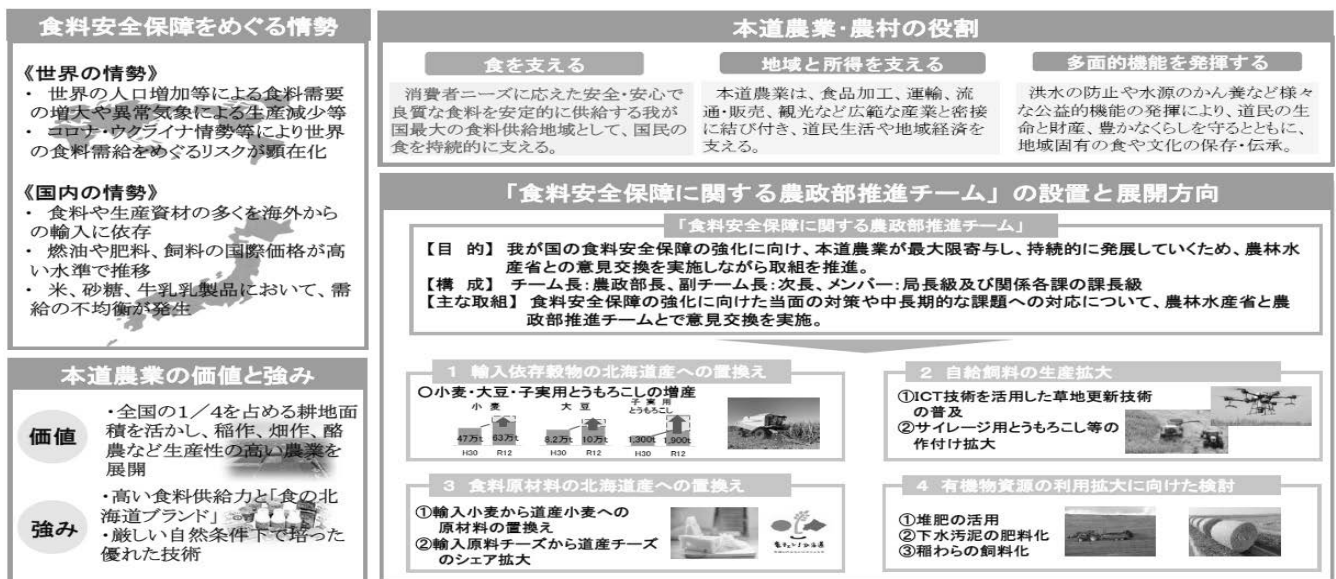 食料安全保障をめぐる情勢
《世界の情勢》
・ 世界の人口増加等による食料需要
の増大や異常気象による生産減少等
・ コロナ・ウクライナ情勢等により世界
の食料需給をめぐるリスクが顕在化
《国内の情勢》
・ 食料や生産資材の多くを海外から
の輸入に依存
・ 燃油や肥料、飼料の国際価格が高
い水準で推移
・ 米、砂糖、牛乳乳製品において、需
給の不均衡が発生
本道農業の価値と強み
価値
・全国の1/4を占める耕地面
積を活かし、稲作、畑作、酪
農など生産性の高い農業を
展開
強み
・高い食料供給力と「食の北
海道ブランド」
・厳しい自然条件下で培った
優れた技術
本道農業・農村の役割
食を支える
消費者ニーズに応えた安全・安心で
良質な食料を安定的に供給する我が
国最大の食料供給地域として、国民の
食を持続的に支える。
地域と所得を支える
本道農業は、食品加工、運輸、流
通・販売、観光など広範な産業と密接
に結び付き、道民生活や地域経済を
支える。
多面的機能を発揮する
洪水の防止や水源のかん養など様々
な公益的機能の発揮により、道民の生
命と財産、豊かなくらしを守るとともに、
地域固有の食や文化の保存・伝承。
「食料安全保障に関する農政部推進チーム」の設置と展開方向
「食料安全保障に関する農政部推進チーム」
【目 的】 我が国の食料安全保障の強化に向け、本道農業が最大限寄与し、持続的に発展していくため、農林水
産省との意見交換を実施しながら取組を推進。
【構 成】 チーム長：農政部長、副チーム長：次長、メンバー：局長級及び関係各課の課長級
【主な取組】 食料安全保障の強化に向けた当面の対策や中長期的な課題への対応について、農林水産省と農
政部推進チームとで意見交換を実施。
1 輸入依存穀物の北海道産への置換え
○小麦・大豆・子実用とうもろこしの増産
小 麦
47万t 63万t
H30 R12
大 豆
8.2万t 10万t
H30 R12
子実用
とうもろこし
1,300t 1,900t
H30 R12
2 自給飼料の生産拡大
①ICT技術を活用した草地更新技術
の普及
②サイレージ用とうもろこし等の
作付け拡大
3 食料原材料の北海道産への置換え
①輸入小麦から道産小麦への
原材料の置換え
②輸入原料チーズから道産チーズ
のシェア拡大
4 有機物資源の利用拡大に向けた検討
①堆肥の活用
②下水汚泥の肥料化
③稲わらの飼料化